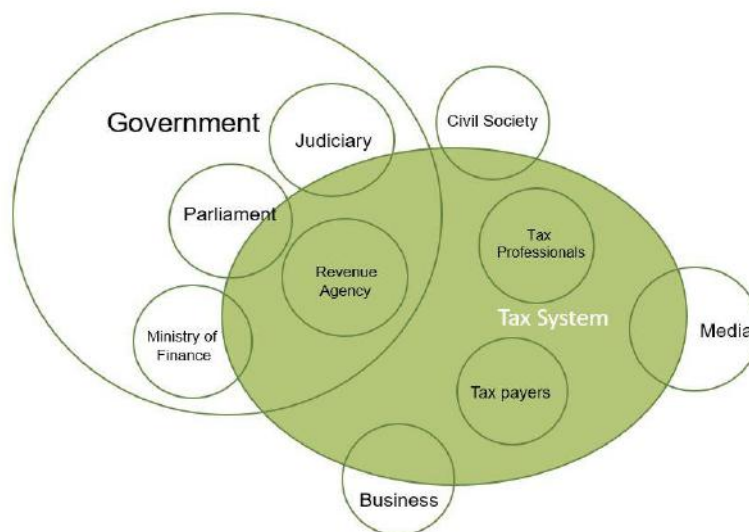 Government
Judiciary
Civil Society
Parliament
Tax
Professionals
Revenue
Agency
Tax System
Ministry of
Finance
Media
Tax payers
Business